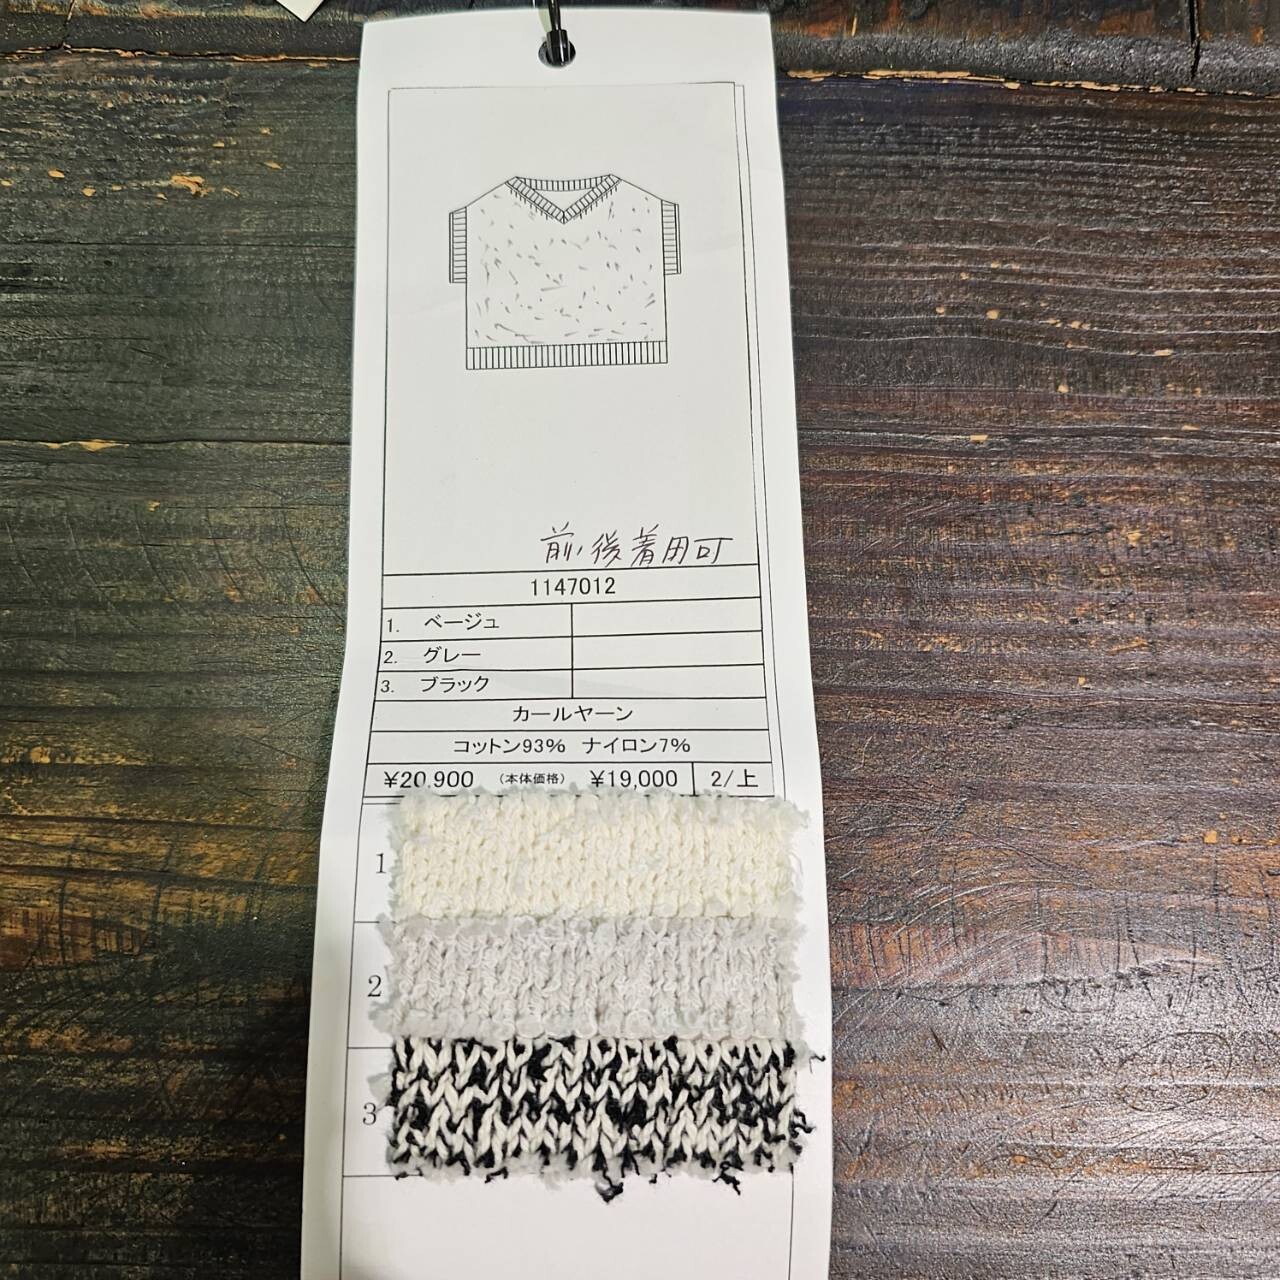 前、後着用可
1147012
1. ベージュ
2. グレー
3. ブラック
カールヤーン
コットン93% ナイロン7%
¥20,900 (本体価格) ¥19,000 2/上
1
2
3